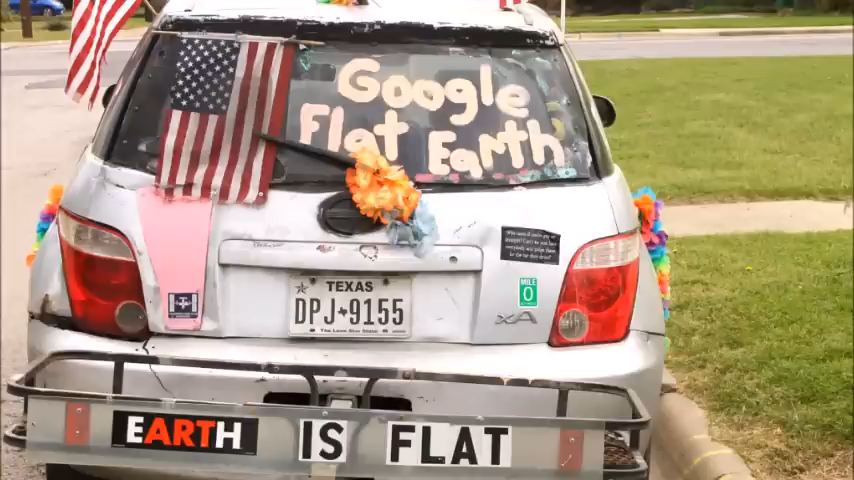 Google
Flat Earth
MILE
0
TEXAS
DPJ 9155
The Lone Star State
xA
EARTH IS FLAT